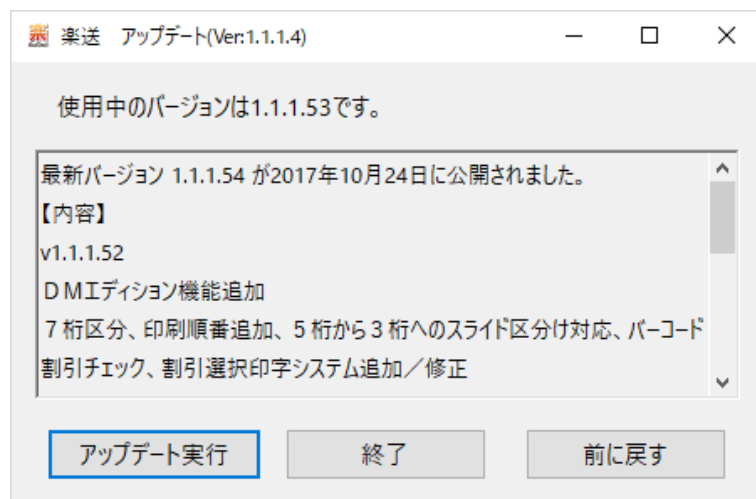 楽送 アップデート(Ver:1.1.1.4)
使用中のバージョンは1.1.1.53です。
最新バージョン 1.1.1.54 が2017年10月24日に公開されました。
【内容】
v1.1.1.52
ＤＭエディション機能追加
７桁区分、印刷順番追加、５桁から３桁へのスライド区分け対応、バーコード
割引チェック、割引選択印字システム追加／修正
アップデート実行 終了 前に戻す